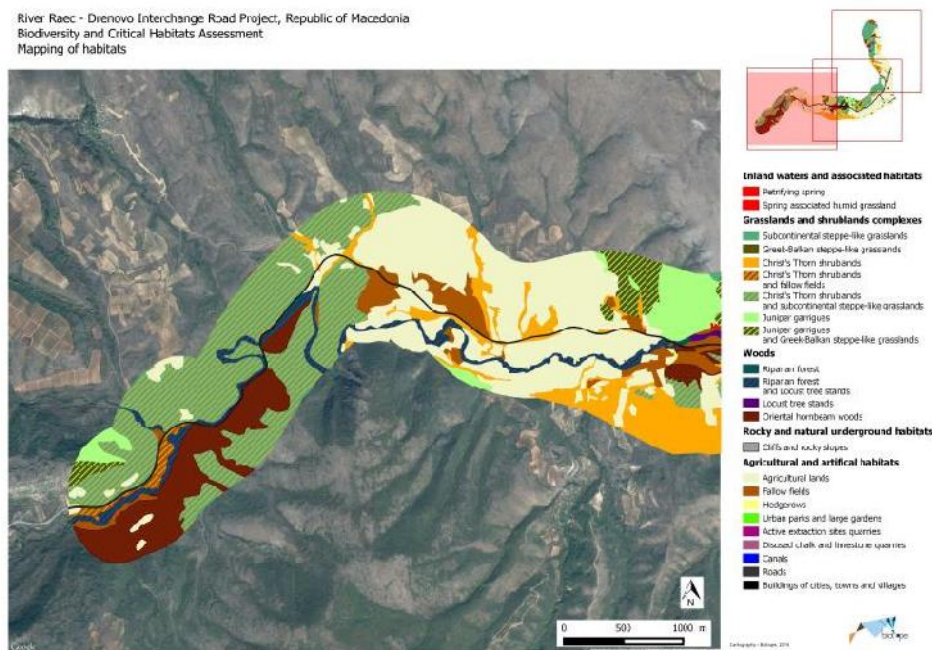 River Raec - Drenovo Interchange Road Project, Republic of Macedonia
Biodiversity and Critical Habitats Assessment
Mapping of habitats
Inland waters and associated habitats
Petrifying spring
Spring associated humid grassland
Grasslands and shrublands complexes
Subcontinental steppe-like grasslands
Greek-Balkan steppe-like grasslands
Christ's Thorn shrublands
Christ's Thorn shrublands
and fallow fields
Christ's Thorn shrublands
and subcontinental steppe-like grasslands
Juniper garrigues
Juniper garrigues
and Greek-Balkan steppe-like grasslands
Woods
Riparian forest
Riparian forest
and Locust tree stands
Locust tree stands
Oriental hornbeam woods
Rocky and natural underground habitats
Cliffs and rocky slopes
Agricultural and artifical habitats
Agricultural lands
Fallow fields
Hedgerows
Urban parks and large gardens
Active extraction sites quarries
Disused chalk and limestone quarries
Canals
Roads
Buildings of cities, towns and villages
N
0 500 1000 m
Google
Cartography - Biotope, 
biotope